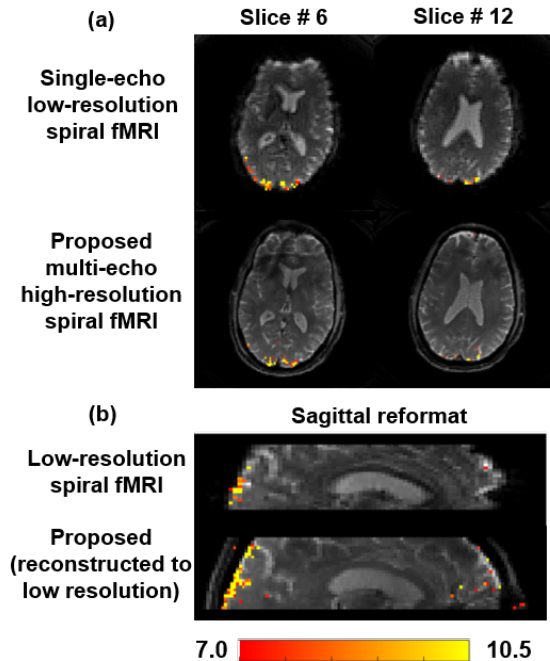 (a)
Slice # 6
Slice # 12
Single-echo
low-resolution
spiral fMRI
Proposed
multi-echo
high-resolution
spiral fMRI
(b)
Sagittal reformat
Low-resolution
spiral fMRI
Proposed
(reconstructed to
low resolution)
7.0
10.5